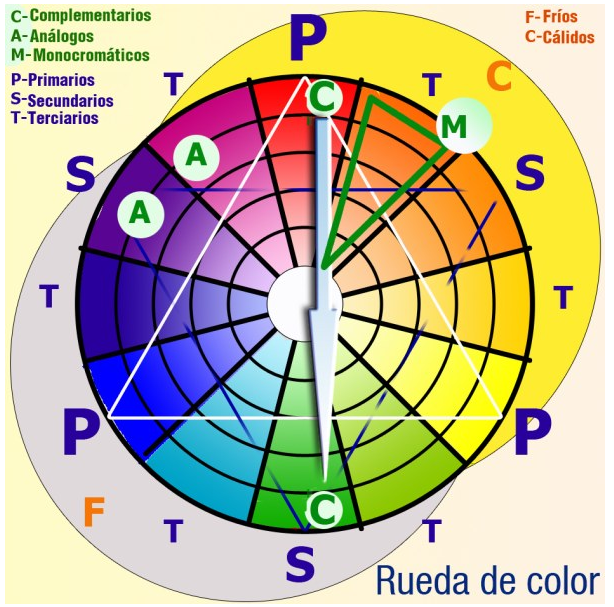 C-Complementarios
A-Análogos
M-Monocromáticos
P-Primarios
S-Secundarios
T-Terciarios
F-Fríos
C-Cálidos
P
T
T
C
C
M
A
S
S
A
T
T
P
P
F
C
T
T
S
Rueda de color